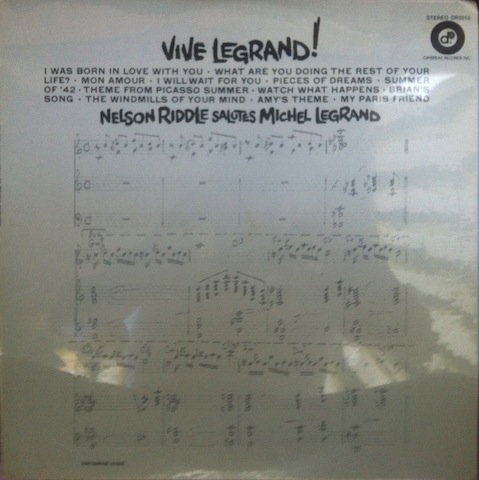 STEREO DR0015
VIVE LEGRAND!
I WAS BORN IN LOVE WITH YOU · WHAT ARE YOU DOING THE REST OF YOUR
LIFE? · MON AMOUR · I WILL WAIT FOR YOU · PIECES OF DREAMS · SUMMER
OF '42 · THEME FROM PICASSO SUMMER · WATCH WHAT HAPPENS · BRIAN'S
SONG · THE WINDMILLS OF YOUR MIND · AMY'S THEME · MY PARIS FRIEND
NELSON RIDDLE SALUTES MICHEL LEGRAND